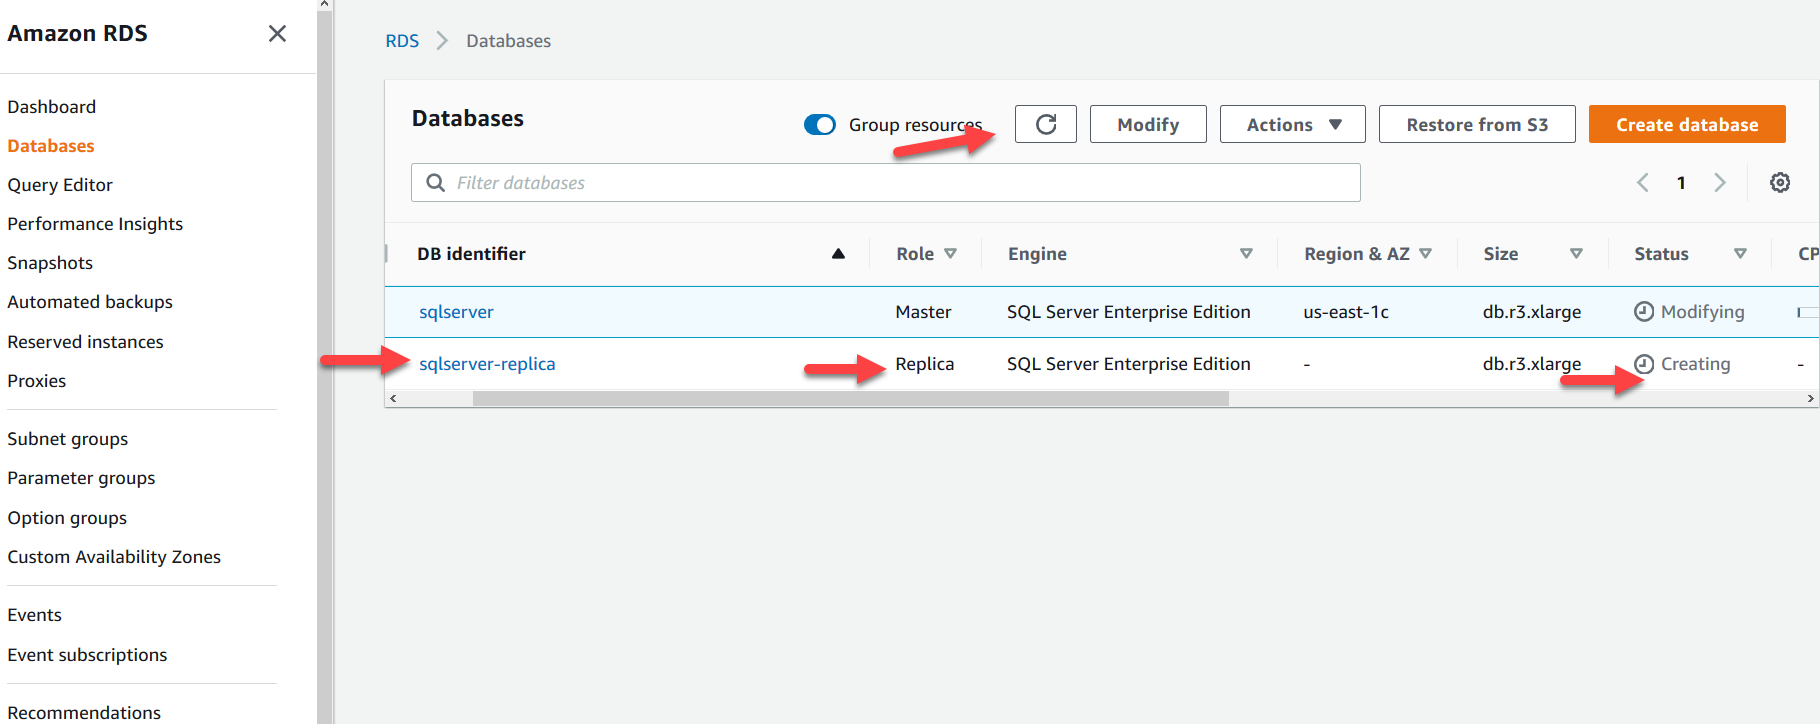 Amazon RDS
Dashboard
Databases
Query Editor
Performance Insights
Snapshots
Automated backups
Reserved instances
Proxies
Subnet groups
Parameter groups
Option groups
Custom Availability Zones
Events
Event subscriptions
Recommendations
RDS > Databases
Databases
Group resources
Modify
Actions
Restore from S3
Create database
Filter databases
1
DB identifier Role Engine Region & AZ Size Status CP
sqlserver Master SQL Server Enterprise Edition us-east-1c db.r3.xlarge Modifying
sqlserver-replica Replica SQL Server Enterprise Edition - db.r3.xlarge Creating -